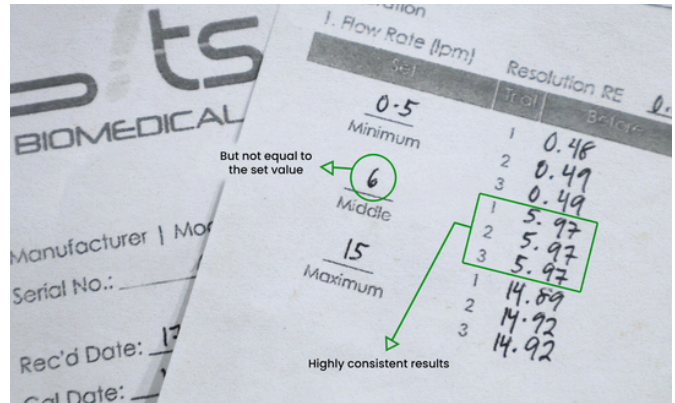 ts
BIOMEDICAL
Manufacturer | Mod
Serial No.:
Rec'd Date: 17
Cal Date:
1. Flow Rate (lpm)
Resolution RE 0.
Set
Trial Before
0.5
Minimum
1 0.48
2 0.49
3 0.49
6
Middle
1 5.97
2 5.97
3 5.97
15
Maximum
1 14.89
2 14.92
3 14.92
But not equal to
the set value
Highly consistent results